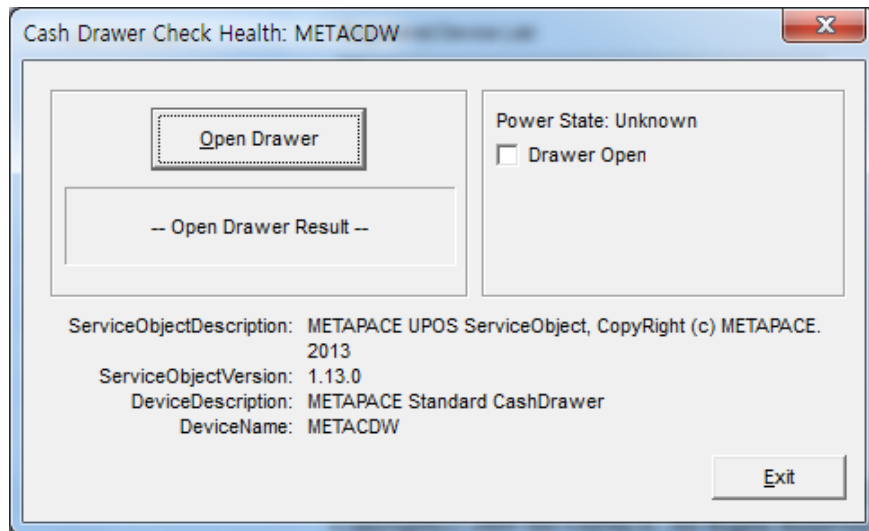 Cash Drawer Check Health: METACDW
Open Drawer
-- Open Drawer Result --
Power State: Unknown
Drawer Open
ServiceObjectDescription: METAPACE UPOS ServiceObject, CopyRight (c) METAPACE.
2013
ServiceObjectVersion: 1.13.0
DeviceDescription: METAPACE Standard CashDrawer
DeviceName: METACDW
Exit